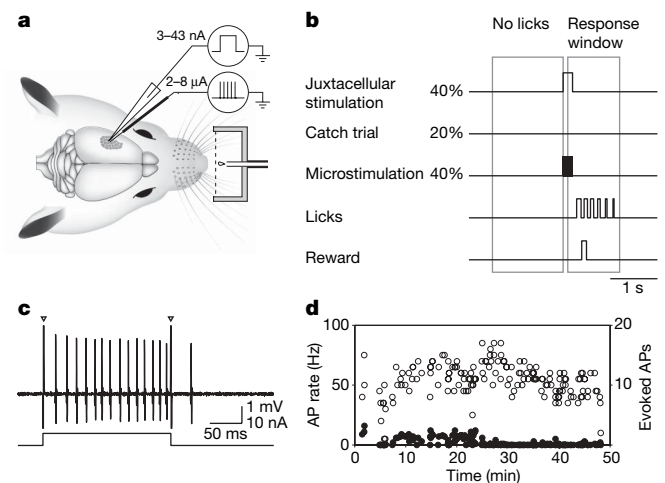 a
3–43 nA
2–8 μA
b
No licks
Response
window
Juxtacellular
stimulation
40%
Catch trial
20%
Microstimulation
40%
Licks
Reward
1 s
c
1 mV
10 nA
50 ms
d
100
50
0
AP rate (Hz)
20
10
0
Evoked APs
0
10
20
30
40
50
Time (min)